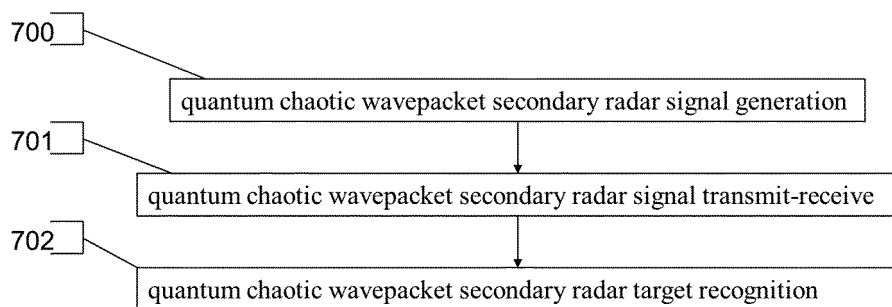 700
quantum chaotic wavepacket secondary radar signal generation
701
quantum chaotic wavepacket secondary radar signal transmit-receive
702
quantum chaotic wavepacket secondary radar target recognition